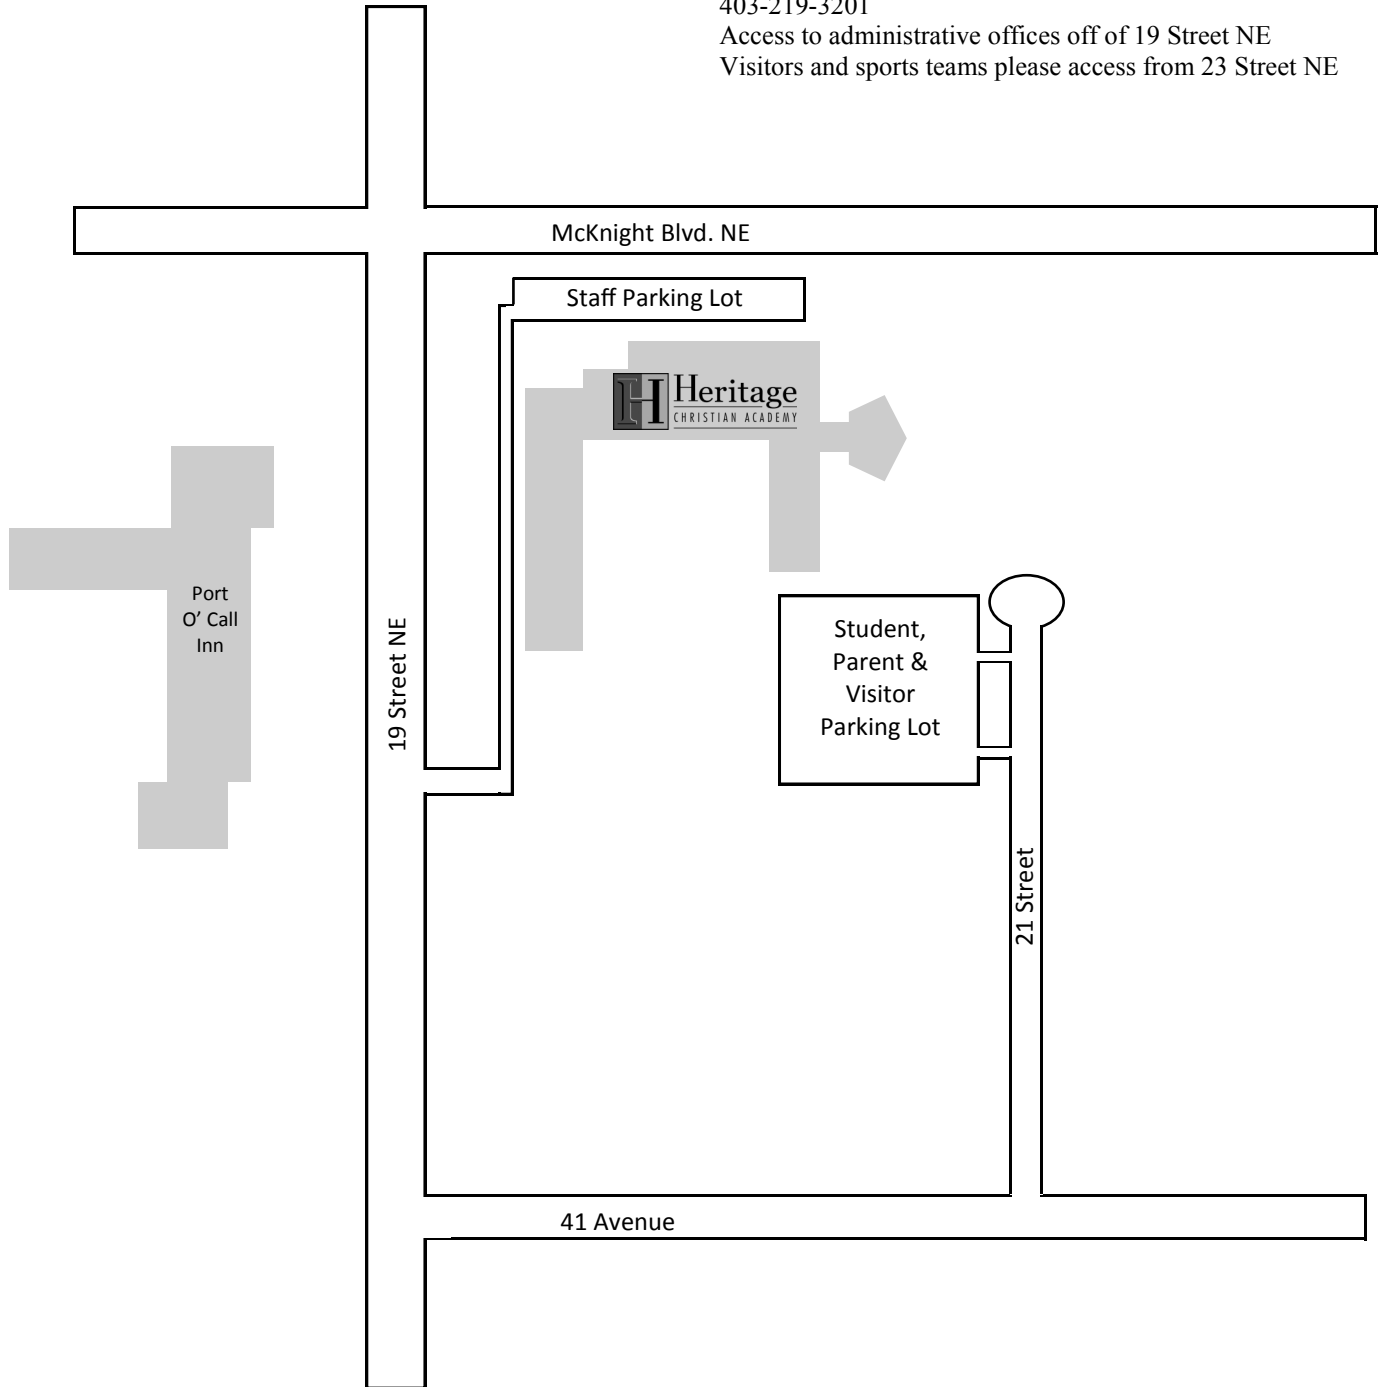 403-219-3201
Access to administrative offices off of 19 Street NE
Visitors and sports teams please access from 23 Street NE
McKnight Blvd. NE
Staff Parking Lot
H Heritage
CHRISTIAN ACADEMY
Port
O’ Call
Inn
19 Street NE
Student,
Parent &
Visitor
Parking Lot
21 Street
41 Avenue